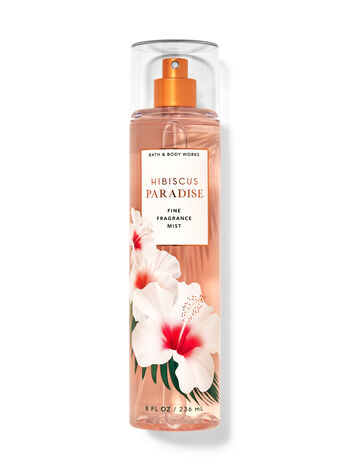 BATH & BODY WORKS
HIBISCUS
PARADISE
FINE
FRAGRANCE
MIST
8 FL OZ / 236 mL